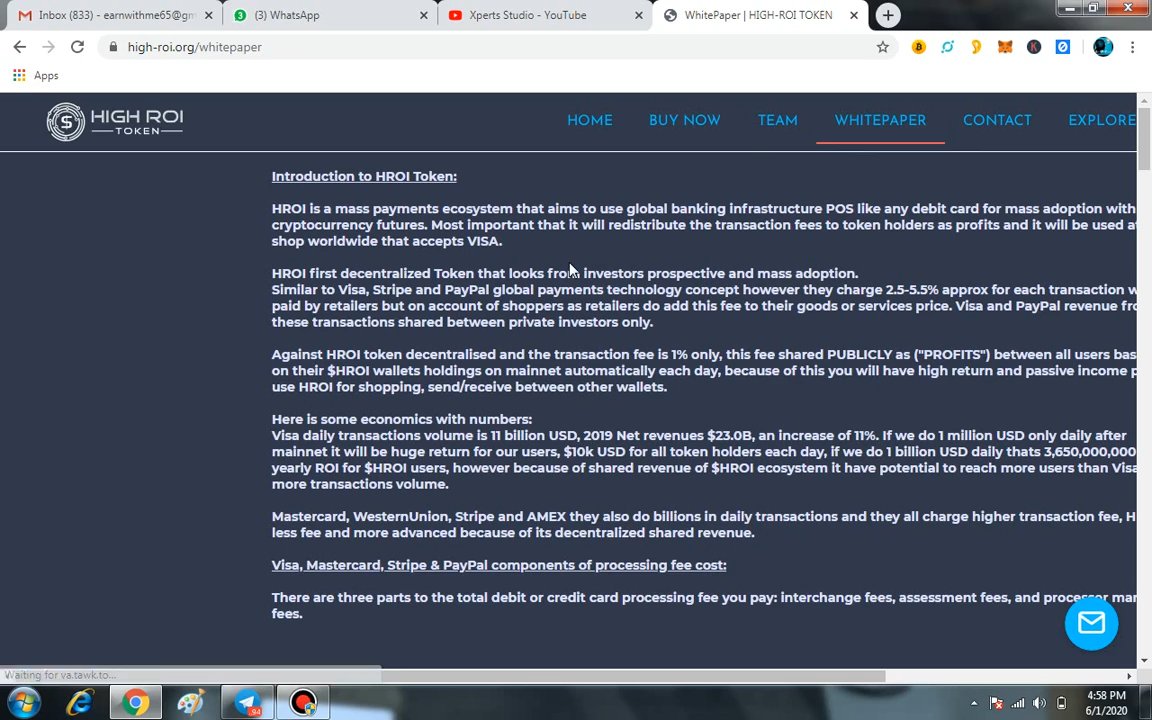 Inbox (833) - earnwithme65@gm
3
(3) WhatsApp
Xperts Studio - YouTube
WhitePaper | HIGH-ROI TOKEN
high-roi.org/whitepaper
Apps
HIGH ROI
TOKEN
HOME BUY NOW TEAM WHITEPAPER CONTACT EXPLORE
Introduction to HROI Token:
HROI is a mass payments ecosystem that aims to use global banking infrastructure POS like any debit card for mass adoption with
cryptocurrency futures. Most important that it will redistribute the transaction fees to token holders as profits and it will be used a
shop worldwide that accepts VISA.
HROI first decentralized Token that looks from investors prospective and mass adoption.
Similar to Visa, Stripe and PayPal global payments technology concept however they charge 2.5-5.5% approx for each transaction w
paid by retailers but on account of shoppers as retailers do add this fee to their goods or services price. Visa and PayPal revenue fro
these transactions shared between private investors only.
Against HROI token decentralised and the transaction fee is 1% only, this fee shared PUBLICLY as ("PROFITS") between all users bas
on their $HROI wallets holdings on mainnet automatically each day, because of this you will have high return and passive income p
use HROI for shopping, send/receive between other wallets.
Here is some economics with numbers:
Visa daily transactions volume is 11 billion USD, 2019 Net revenues $23.0B, an increase of 11%. If we do 1 million USD only daily after
mainnet it will be huge return for our users, $10k USD for all token holders each day, if we do 1 billion USD daily thats 3,650,000,000
yearly ROI for $HROI users, however because of shared revenue of $HROI ecosystem it have potential to reach more users than Visa
more transactions volume.
Mastercard, WesternUnion, Stripe and AMEX they also do billions in daily transactions and they all charge higher transaction fee, H
less fee and more advanced because of its decentralized shared revenue.
Visa, Mastercard, Stripe & PayPal components of processing fee cost:
There are three parts to the total debit or credit card processing fee you pay: interchange fees, assessment fees, and processor mar
fees.
Waiting for va.tawk.to...
94
4:58 PM
6/1/2020